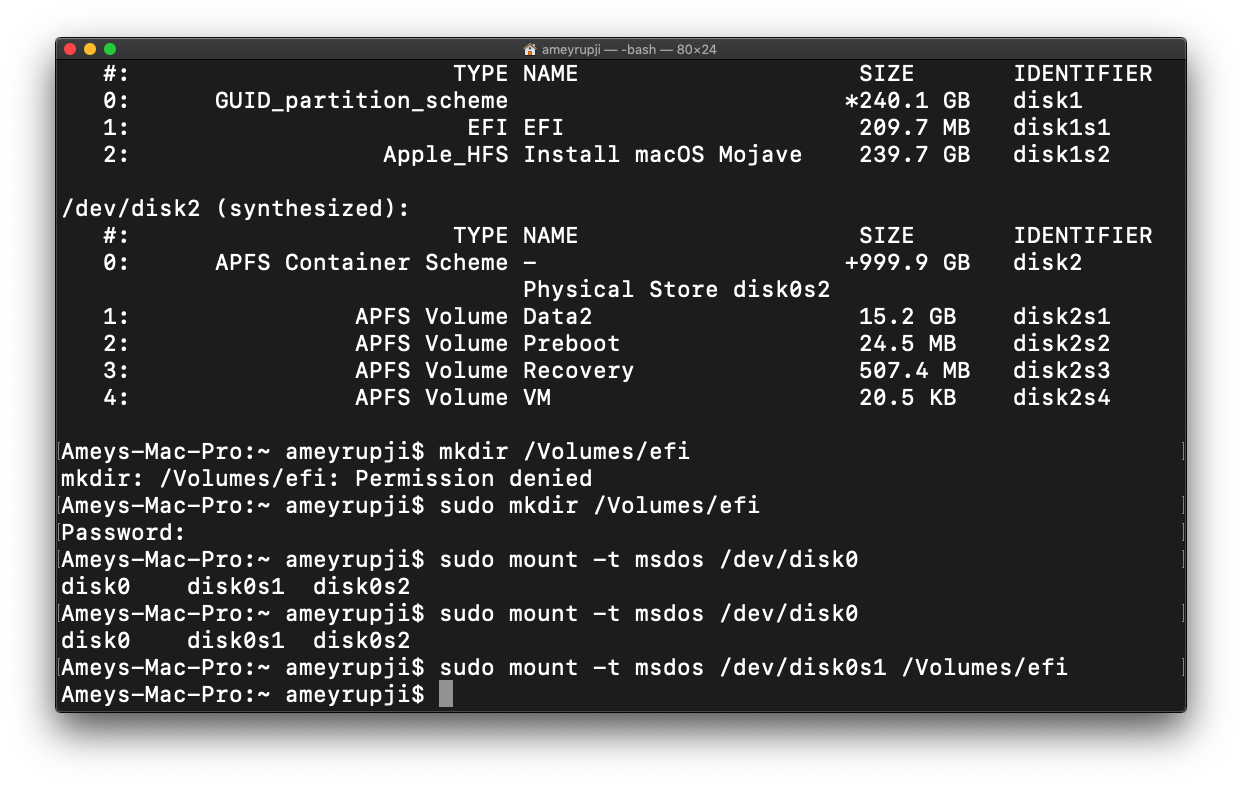 ameyrupji — -bash — 80×24
#: TYPE NAME SIZE IDENTIFIER
0: GUID_partition_scheme *240.1 GB disk1
1: EFI EFI 209.7 MB disk1s1
2: Apple_HFS Install macOS Mojave 239.7 GB disk1s2
/dev/disk2 (synthesized):
#: TYPE NAME SIZE IDENTIFIER
0: APFS Container Scheme - +999.9 GB disk2
Physical Store disk0s2
1: APFS Volume Data2 15.2 GB disk2s1
2: APFS Volume Preboot 24.5 MB disk2s2
3: APFS Volume Recovery 507.4 MB disk2s3
4: APFS Volume VM 20.5 KB disk2s4
[Ameys-Mac-Pro:~ ameyrupji$ mkdir /Volumes/efi ]
mkdir: /Volumes/efi: Permission denied
[Ameys-Mac-Pro:~ ameyrupji$ sudo mkdir /Volumes/efi ]
[Password: ]
[Ameys-Mac-Pro:~ ameyrupji$ sudo mount -t msdos /dev/disk0 ]
disk0 disk0s1 disk0s2
[Ameys-Mac-Pro:~ ameyrupji$ sudo mount -t msdos /dev/disk0 ]
disk0 disk0s1 disk0s2
[Ameys-Mac-Pro:~ ameyrupji$ sudo mount -t msdos /dev/disk0s1 /Volumes/efi ]
Ameys-Mac-Pro:~ ameyrupji$